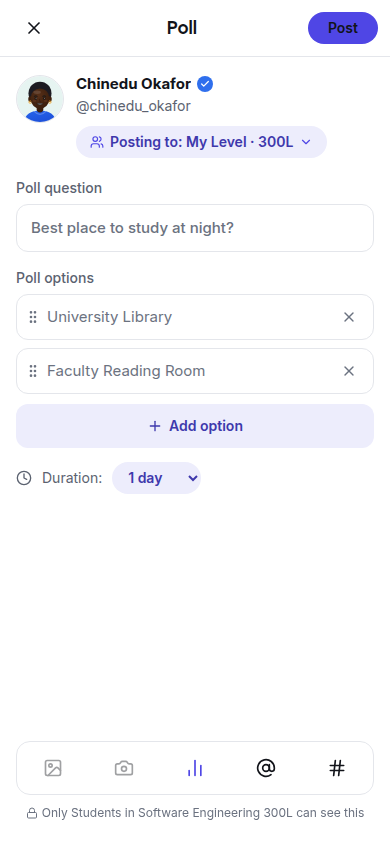 Poll
Post
Chinedu Okafor
@chinedu_okafor
Posting to: My Level · 300L
Poll question
Best place to study at night?
Poll options
University Library
Faculty Reading Room
+ Add option
Duration: 1 day
Only Students in Software Engineering 300L can see this